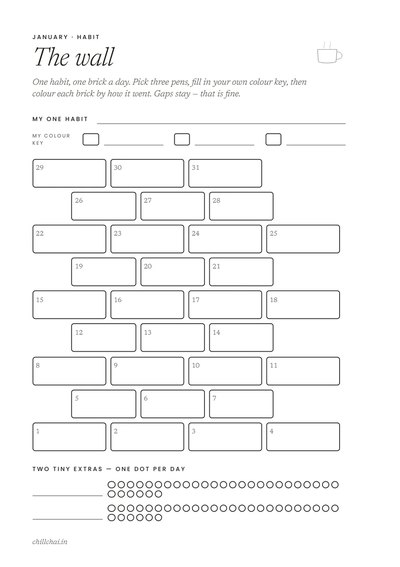 JANUARY · HABIT
The wall
One habit, one brick a day. Pick three pens, fill in your own colour key, then
colour each brick by how it went. Gaps stay – that is fine.
MY ONE HABIT
MY COLOUR
KEY
29 30 31
26 27 28
22 23 24 25
19 20 21
15 16 17 18
12 13 14
8 9 10 11
5 6 7
1 2 3 4
TWO TINY EXTRAS — ONE DOT PER DAY
chillchai.in